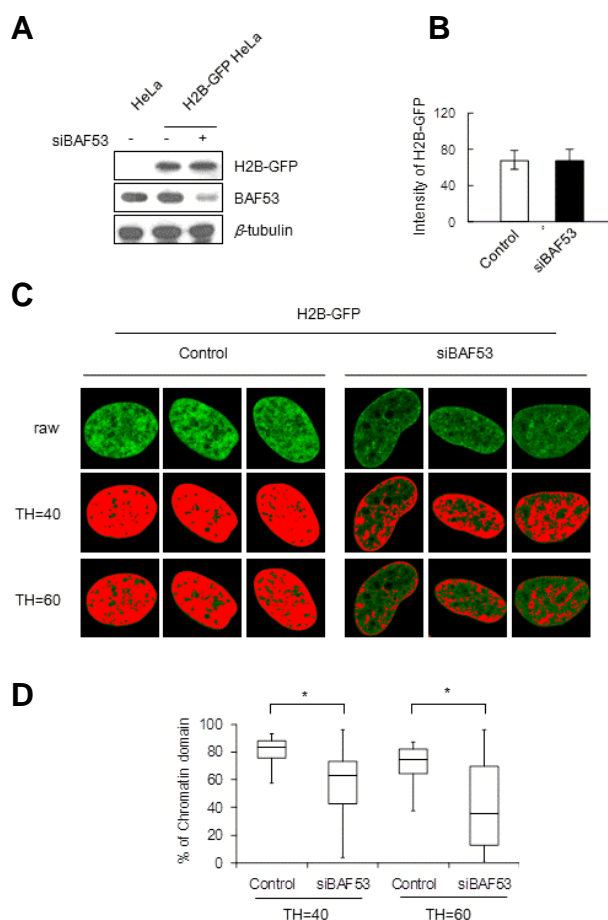 A
HeLa
H2B-GFP HeLa
siBAF53 - - +
H2B-GFP
BAF53
β-tubulin
B
Intensity of H2B-GFP
120
80
40
0
Control
siBAF53
C
H2B-GFP
Control siBAF53
raw
TH=40
TH=60
D
% of Chromatin domain
100
80
60
40
20
0
* *
Control siBAF53 Control siBAF53
TH=40 TH=60